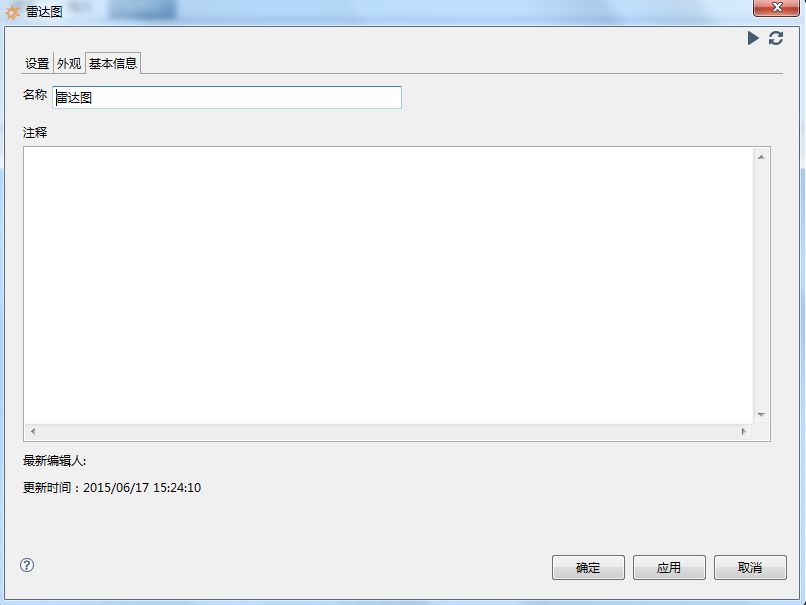 雷达图
设置 外观 基本信息
名称 雷达图
注释
最新编辑人:
更新时间：2015/06/17 15:24:10
确定 应用 取消